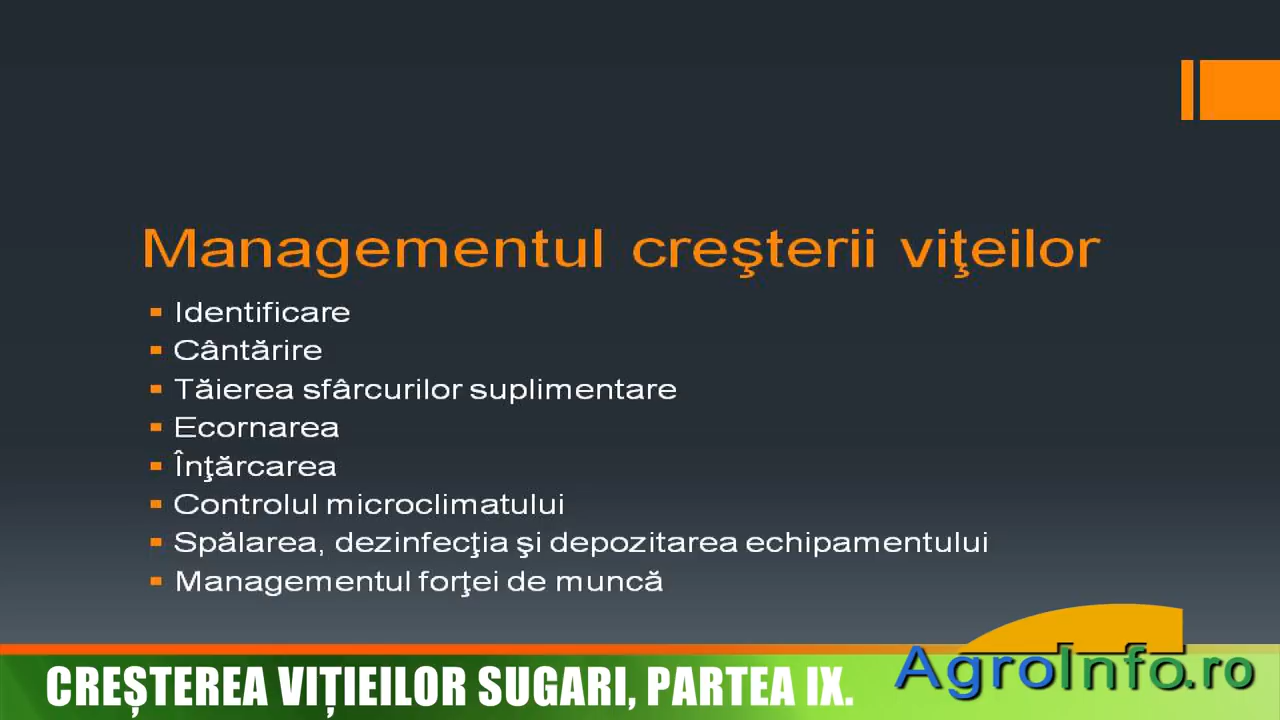 Managementul creşterii viţeilor
Identificare
Cântărire
Tăierea sfârcurilor suplimentare
Ecornarea
Înţărcarea
Controlul microclimatului
Spălarea, dezinfecţia şi depozitarea echipamentului
Managementul forţei de muncă
CREȘTEREA VIȚIEILOR SUGARI, PARTEA IX.
AgroInfo.ro